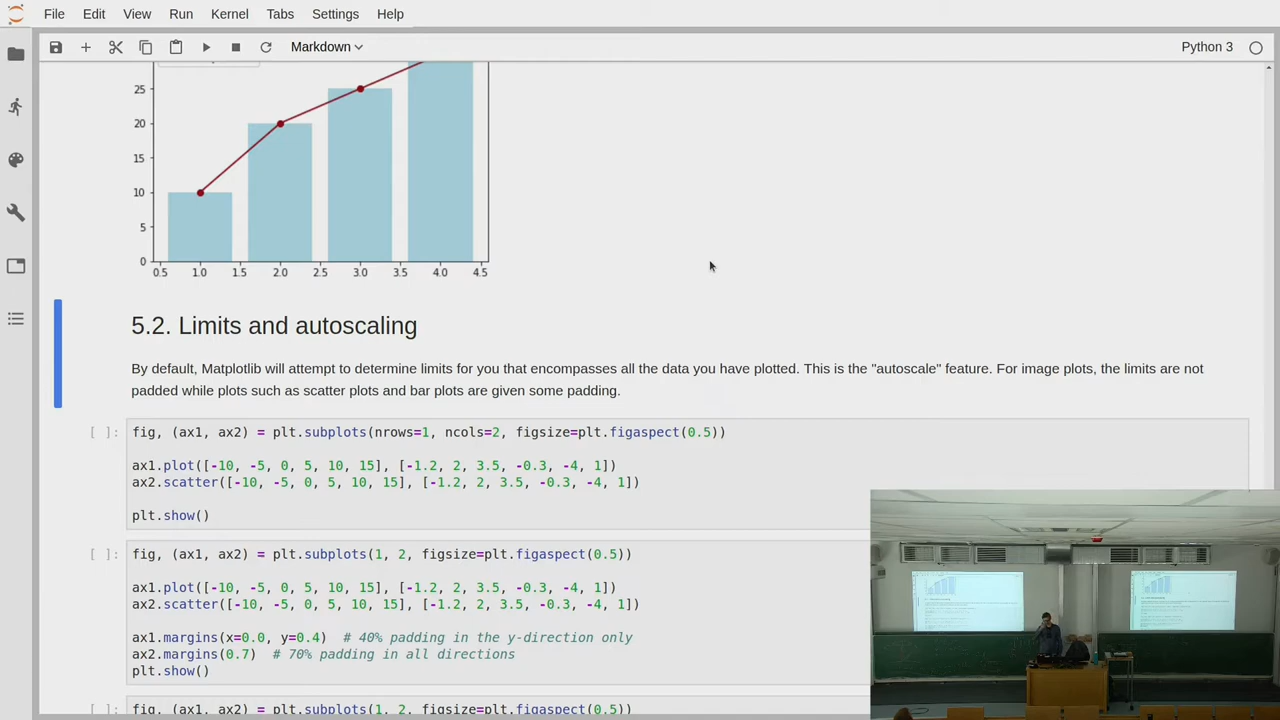 File Edit View Run Kernel Tabs Settings Help
Markdown
Python 3
25
20
15
10
5
0
0.5 1.0 1.5 2.0 2.5 3.0 3.5 4.0 4.5
5.2. Limits and autoscaling
By default, Matplotlib will attempt to determine limits for you that encompasses all the data you have plotted. This is the "autoscale" feature. For image plots, the limits are not
padded while plots such as scatter plots and bar plots are given some padding.
[ ]: fig, (ax1, ax2) = plt.subplots(nrows=1, ncols=2, figsize=plt.figaspect(0.5))
ax1.plot([-10, -5, 0, 5, 10, 15], [-1.2, 2, 3.5, -0.3, -4, 1])
ax2.scatter([-10, -5, 0, 5, 10, 15], [-1.2, 2, 3.5, -0.3, -4, 1])
plt.show()
[ ]: fig, (ax1, ax2) = plt.subplots(1, 2, figsize=plt.figaspect(0.5))
ax1.plot([-10, -5, 0, 5, 10, 15], [-1.2, 2, 3.5, -0.3, -4, 1])
ax2.scatter([-10, -5, 0, 5, 10, 15], [-1.2, 2, 3.5, -0.3, -4, 1])
ax1.margins(x=0.0, y=0.4)  # 40% padding in the y-direction only
ax2.margins(0.7)  # 70% padding in all directions
plt.show()
[ ]: fig, (ax1, ax2) = plt.subplots(1, 2, figsize=plt.figaspect(0.5))